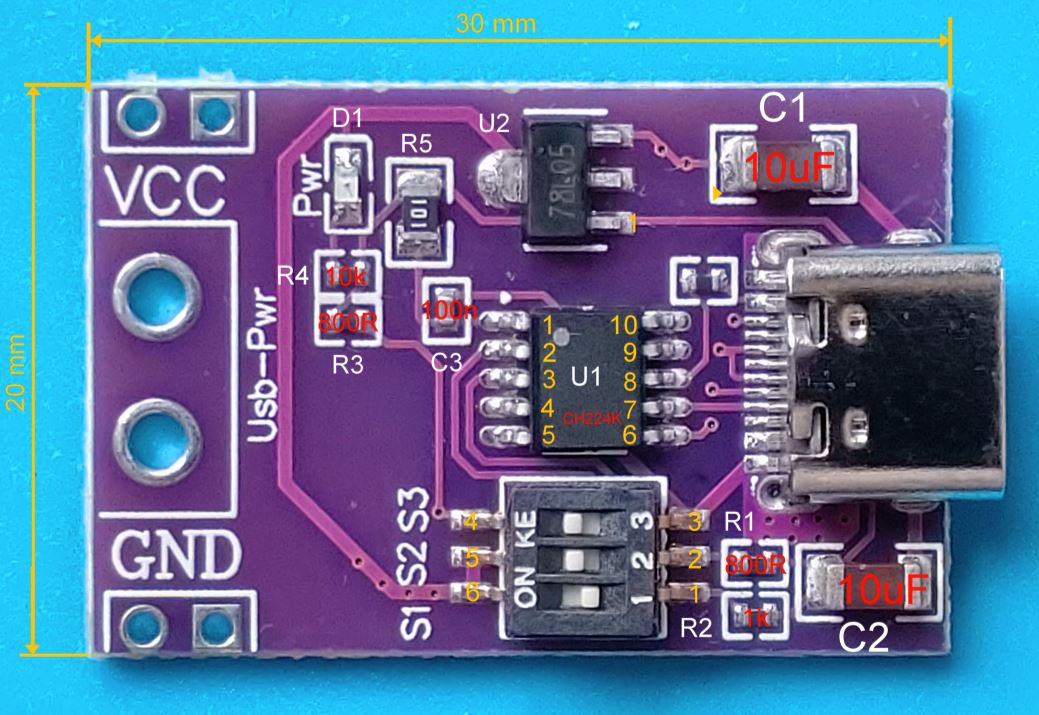 30 mm
20 mm
VCC
D1
Pwr
R5
101
U2
78L05
C1
10uF
R4
10k
800R
R3
100n
C3
Usb-Pwr
1
2
3
4
5
10
9
8
7
6
U1
CH224K
GND
S1 S2 S3
4
5
6
ON KE
3
2
1
3
2
1
R1
800R
R2
1k
10uF
C2